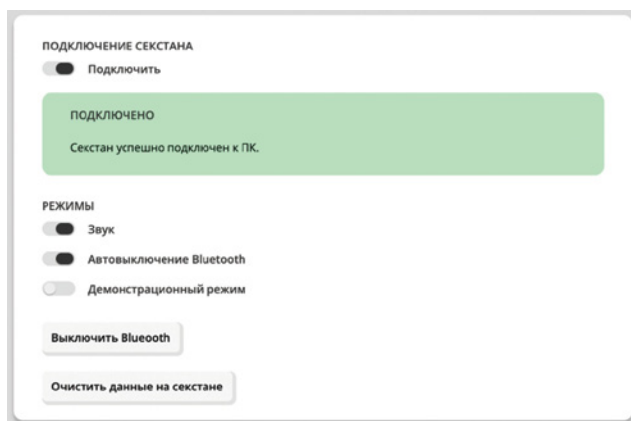 ПОДКЛЮЧЕНИЕ СЕКСТАНА
Подключить
ПОДКЛЮЧЕНО
Секстан успешно подключен к ПК.
РЕЖИМЫ
Звук
Автовыключение Bluetooth
Демонстрационный режим
Выключить Blueooth
Очистить данные на секстане